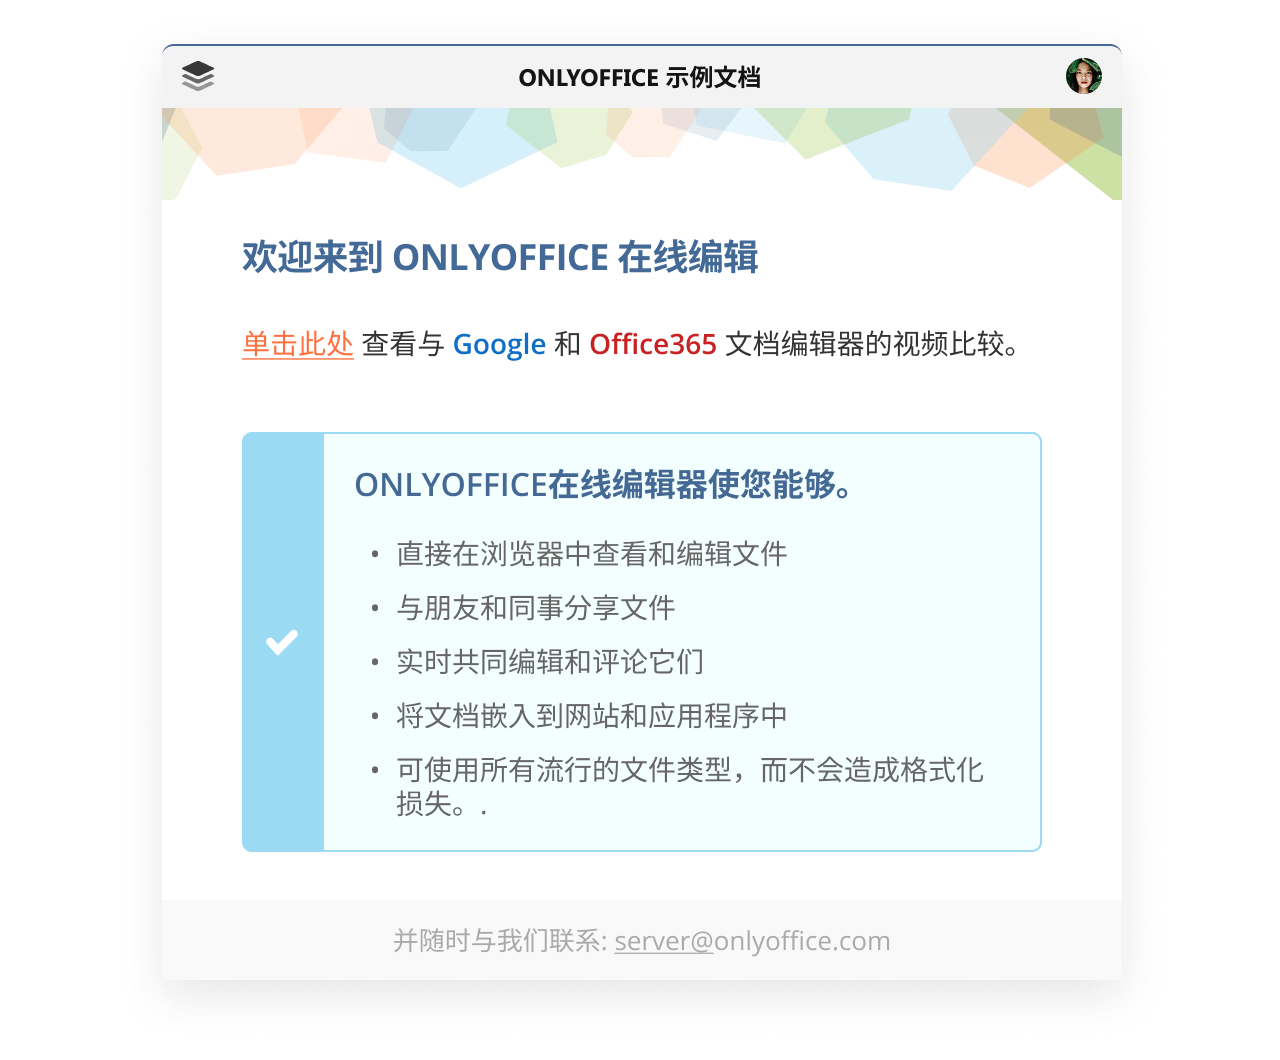 ONLYOFFICE 示例文档
欢迎来到 ONLYOFFICE 在线编辑
单击此处 查看与 Google 和 Office365 文档编辑器的视频比较。
ONLYOFFICE在线编辑器使您能够。
• 直接在浏览器中查看和编辑文件
• 与朋友和同事分享文件
• 实时共同编辑和评论它们
• 将文档嵌入到网站和应用程序中
• 可使用所有流行的文件类型，而不会造成格式化
损失。.
并随时与我们联系: server@onlyoffice.com